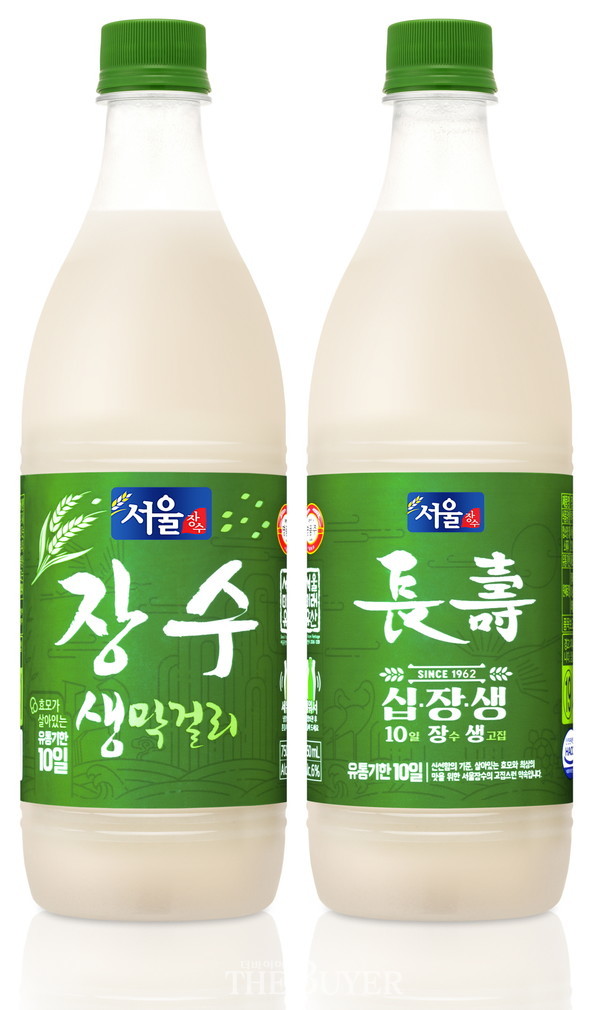 서울 장수
장수
생막걸리
효모가
살아있는
유통기한
10일
서울 장수
長壽
SINCE 1962
십·장·생
10일 장수 생고집
유통기한 10일
신선함의 기준, 살아있는 효모와 최상의
맛을 위한 서울장수의 고집스런 약속입니다.
THE BUYER